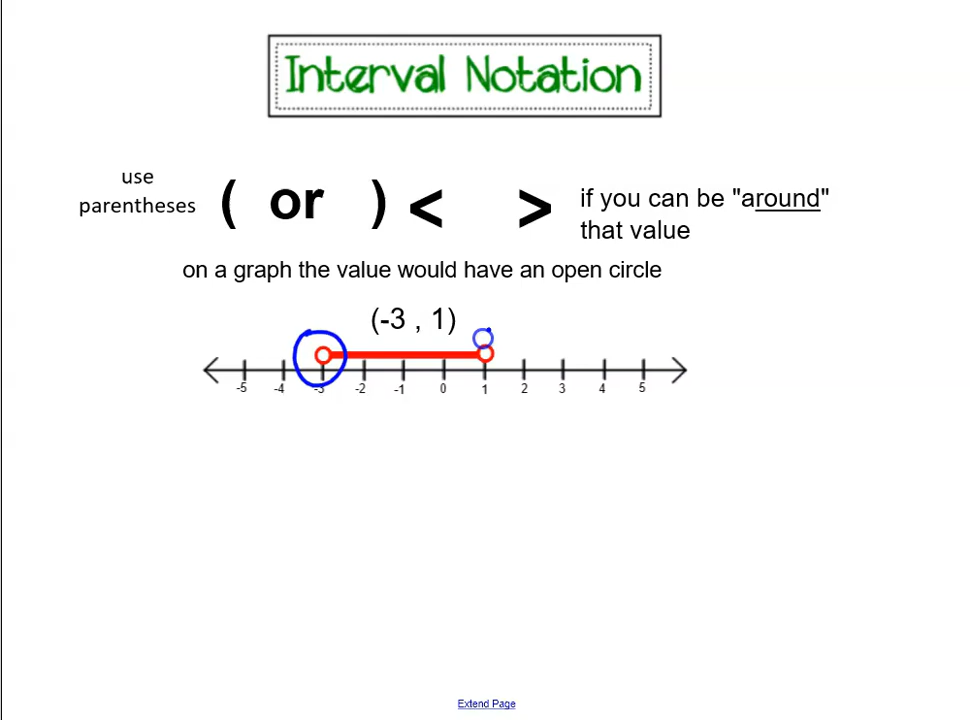 Interval Notation
use
parentheses
( or ) < >
if you can be "around"
that value
on a graph the value would have an open circle
(-3 , 1)
-5 -4 -3 -2 -1 0 1 2 3 4 5
Extend Page